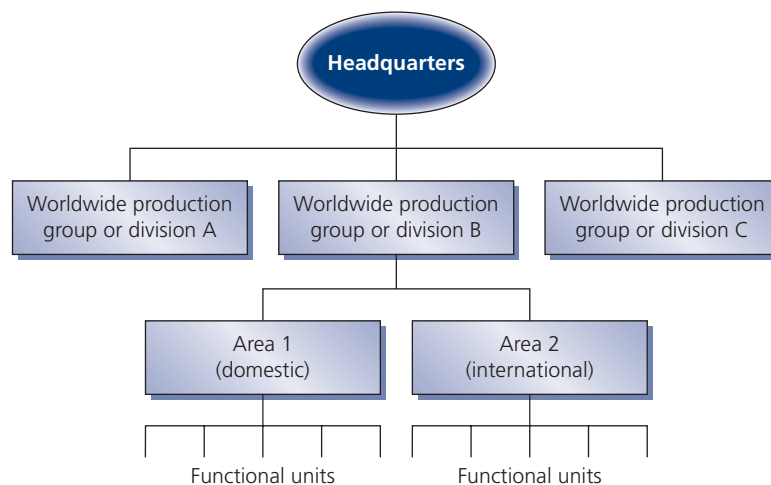 Headquarters
Worldwide production
group or division A
Worldwide production
group or division B
Worldwide production
group or division C
Area 1
(domestic)
Area 2
(international)
Functional units
Functional units